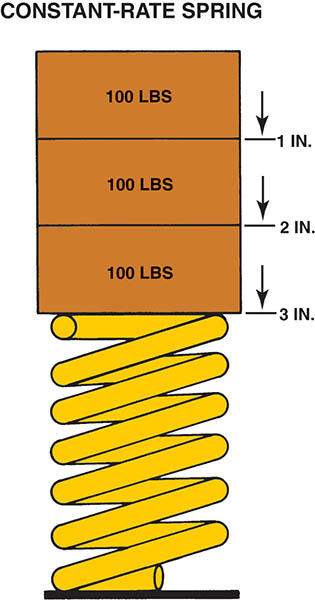 CONSTANT-RATE SPRING
100 LBS
1 IN.
100 LBS
2 IN.
100 LBS
3 IN.